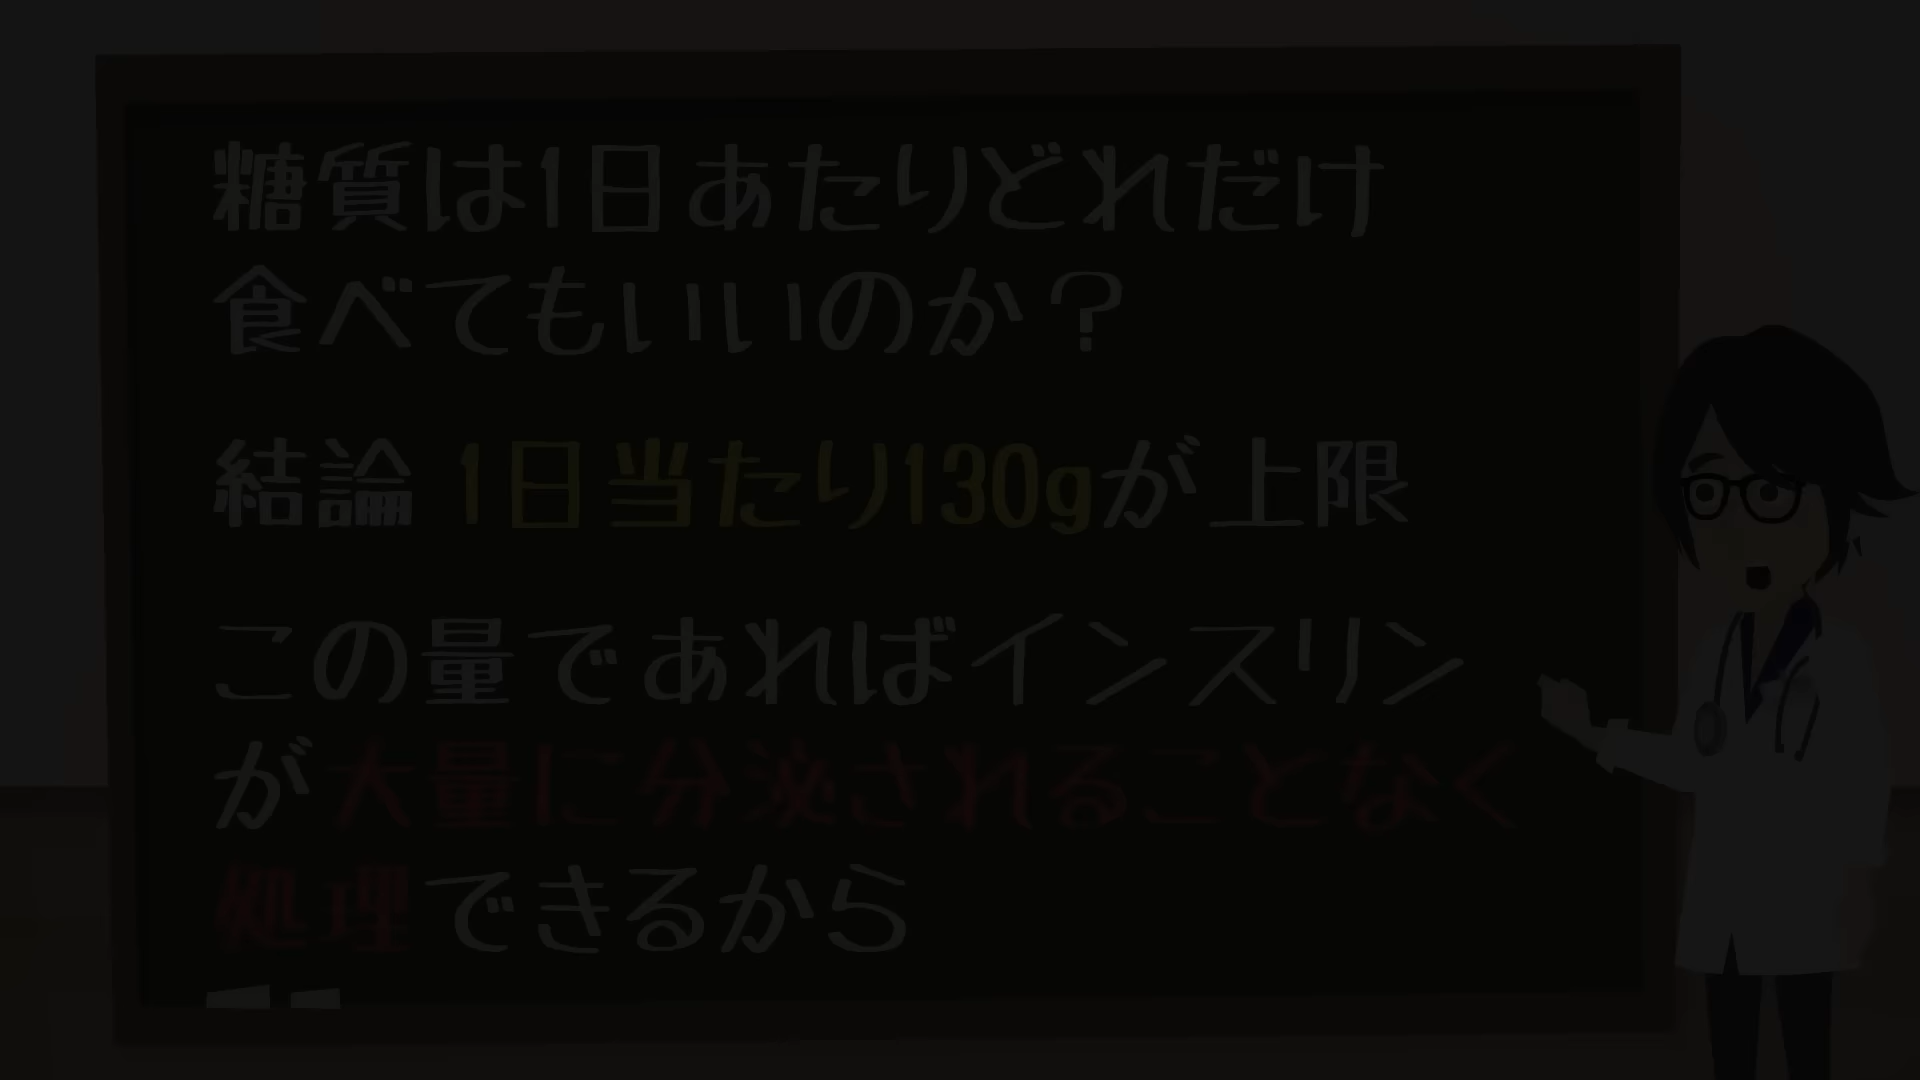 糖質は1日あたりどれだけ
食べてもいいのか？
結論 1日当たり130gが上限
この量であればインスリン
が大量に分泌されることなく
処理できるから